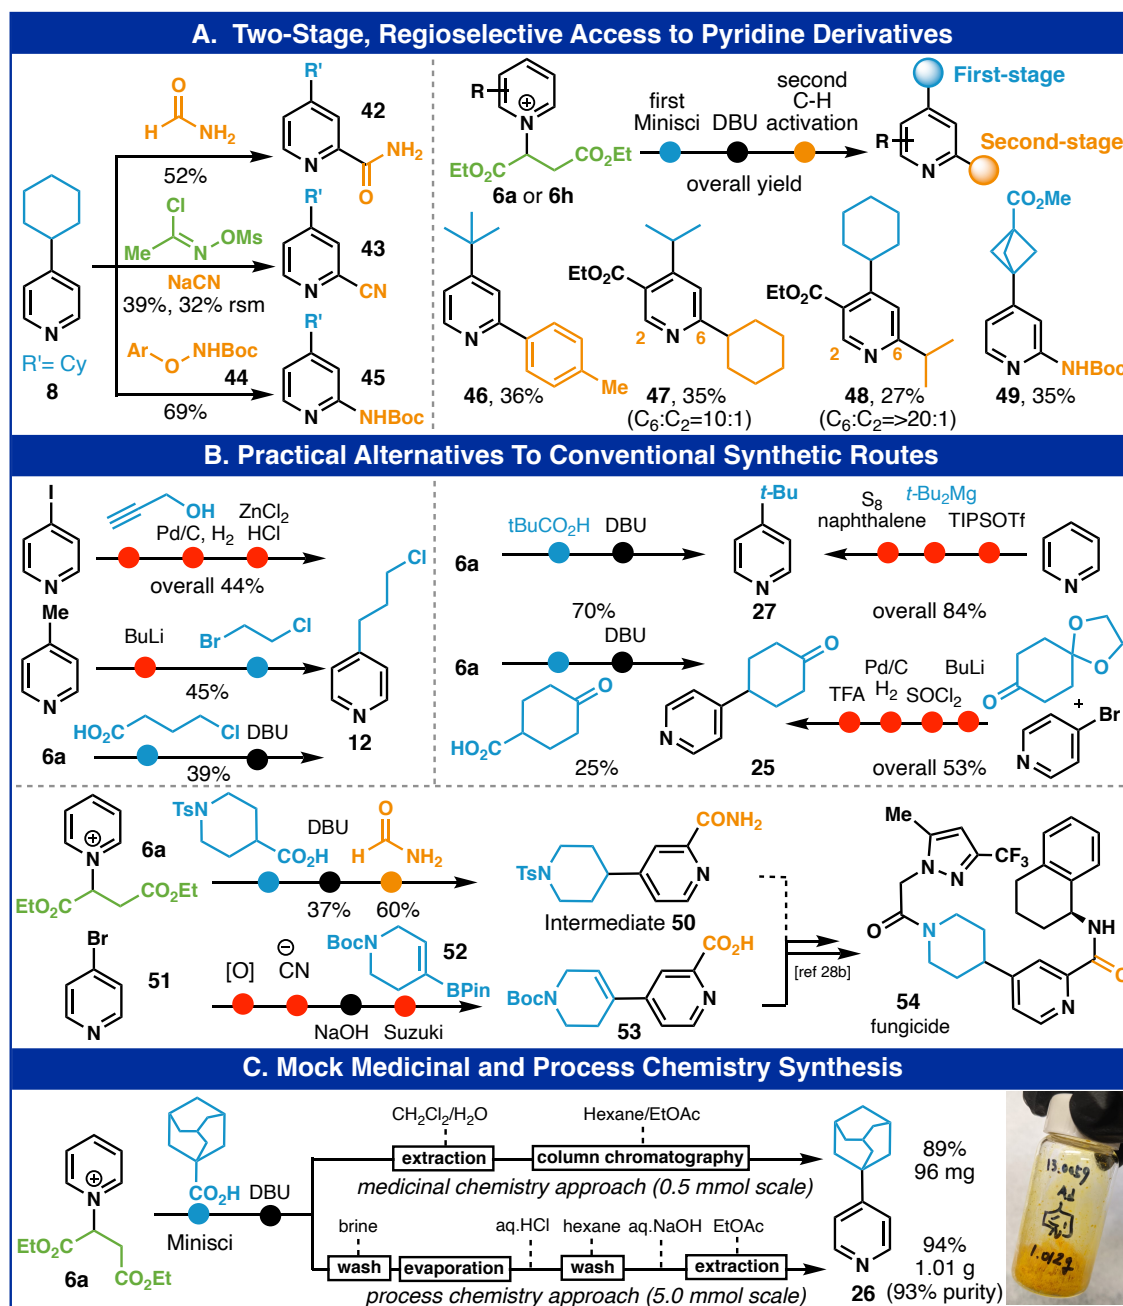 A. Two-Stage, Regioselective Access to Pyridine Derivatives
R'
O
H
NH2
52%
N
NH2
O
42
Cl
Me
N
OMs
NaCN
39%, 32% rsm
R'
N
CN
43
N
R'= Cy
8
Ar
O
NHBoc
44
69%
R'
N
NHBoc
45
R
+
N
EtO2C
CO2Et
6a or 6h
first Minisci
DBU
second C-H activation
overall yield
R
N
First-stage
Second-stage
N
Me
46, 36%
EtO2C
2
N
6
47, 35%
(C6:C2=10:1)
EtO2C
2
N
6
48, 27%
(C6:C2=>20:1)
CO2Me
N
NHBoc
49, 35%
B. Practical Alternatives To Conventional Synthetic Routes
I
N
OH
Pd/C, H2
ZnCl2
HCl
overall 44%
Me
N
BuLi
Br
Cl
45%
6a
HO
O
Cl
DBU
39%
Cl
N
12
6a
tBuCO2H
DBU
70%
t-Bu
N
27
S8
naphthalene
t-Bu2Mg
TIPSOTf
overall 84%
N
6a
DBU
O
HO2C
25%
O
N
25
TFA
Pd/C
H2
SOCl2
BuLi
overall 53%
O
O
O
+
Br
N
+
N
6a
EtO2C
CO2Et
TsN
CO2H
DBU
O
H
NH2
37%
60%
CONH2
TsN
N
Intermediate 50
Br
N
51
[O]
⊖
CN
NaOH
BocN
BPin
52
Suzuki
CO2H
BocN
N
53
[ref 28b]
Me
N
N
CF3
O
N
NH
O
N
54
fungicide
C. Mock Medicinal and Process Chemistry Synthesis
+
N
EtO2C
CO2Et
6a
CO2H
DBU
Minisci
CH2Cl2/H2O
Hexane/EtOAc
extraction
column chromatography
medicinal chemistry approach (0.5 mmol scale)
brine
aq.HCl
hexane
aq.NaOH
EtOAc
wash
evaporation
wash
extraction
process chemistry approach (5.0 mmol scale)
N
26
89%
96 mg
94%
1.01 g
(93% purity)
Ad
N